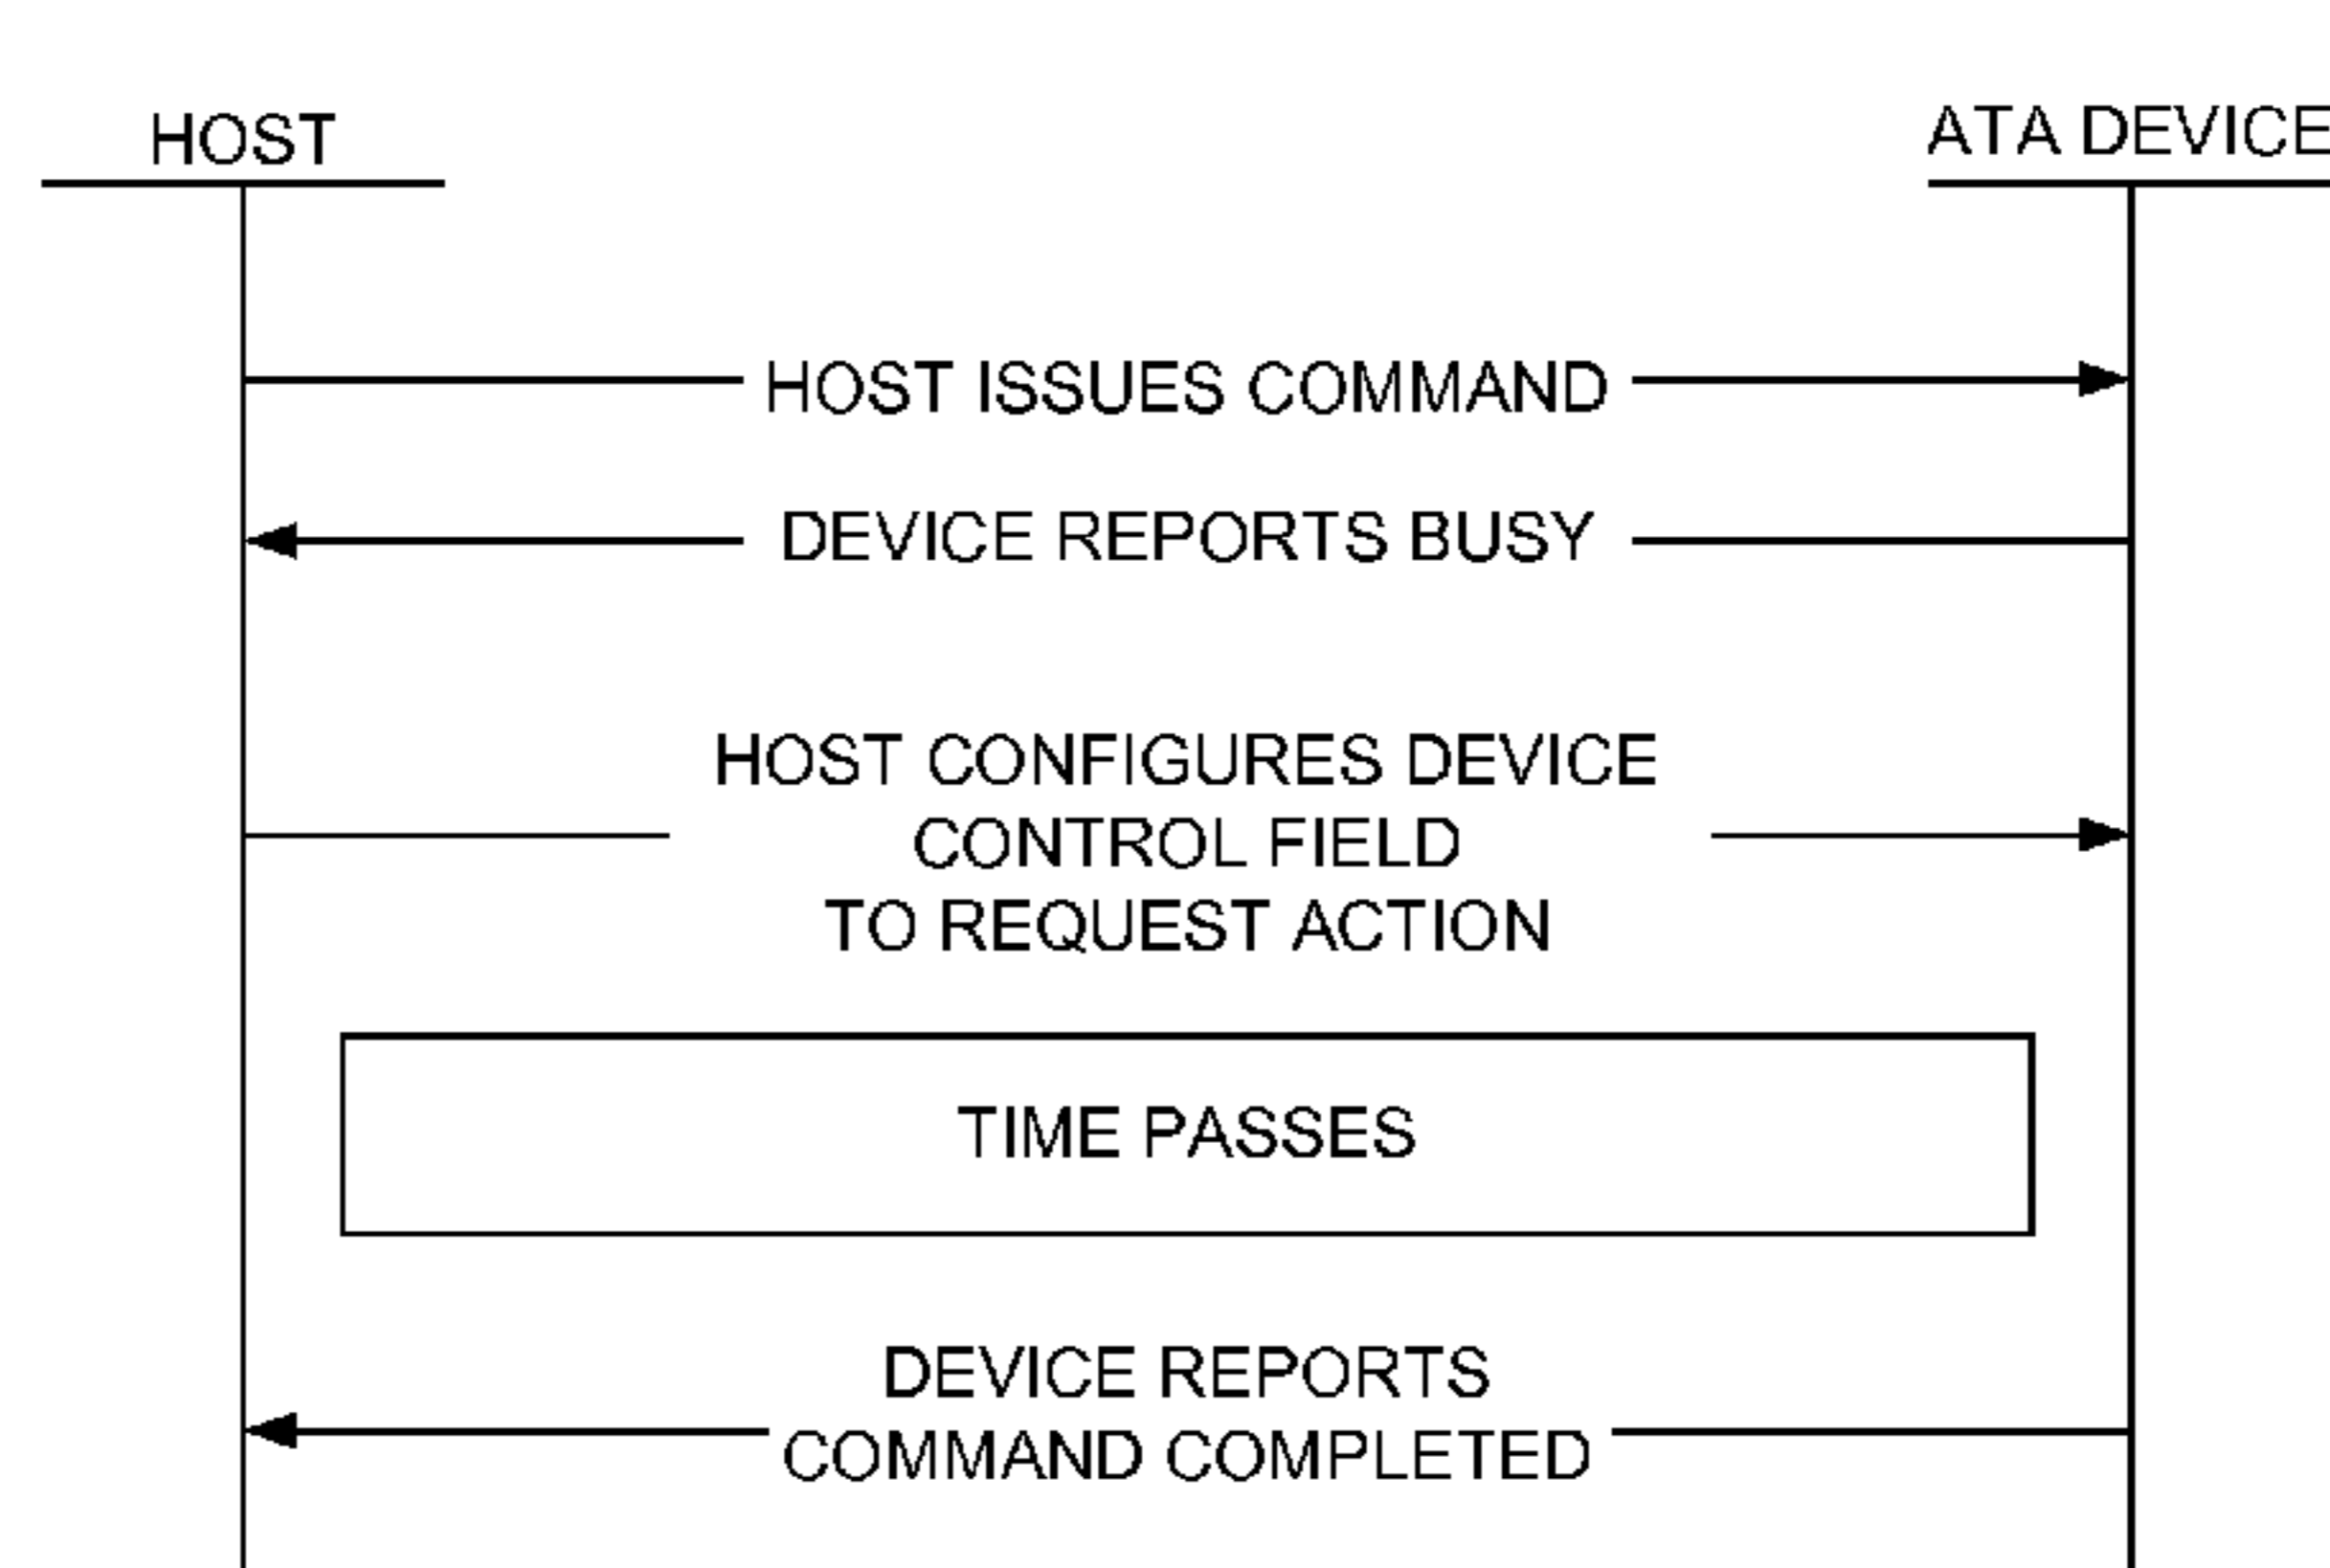 HOST
ATA DEVICE
HOST ISSUES COMMAND
DEVICE REPORTS BUSY
HOST CONFIGURES DEVICE
CONTROL FIELD
TO REQUEST ACTION
TIME PASSES
DEVICE REPORTS
COMMAND COMPLETED